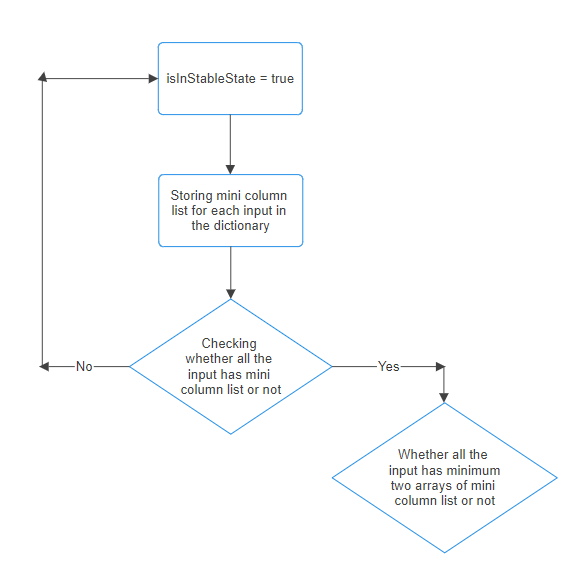 isInStableState = true
Storing mini column
list for each input in
the dictionary
Checking
whether all the
input has mini
column list or not
No
Yes
Whether all the
input has minimum
two arrays of mini
column list or not